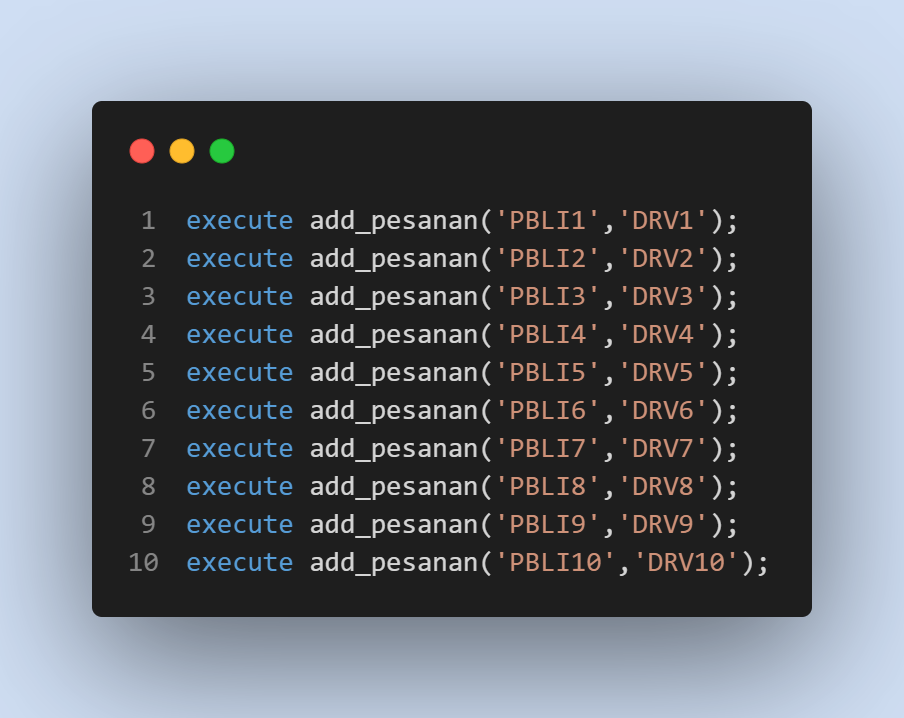 1 execute add_pesanan('PBLI1','DRV1');
2 execute add_pesanan('PBLI2','DRV2');
3 execute add_pesanan('PBLI3','DRV3');
4 execute add_pesanan('PBLI4','DRV4');
5 execute add_pesanan('PBLI5','DRV5');
6 execute add_pesanan('PBLI6','DRV6');
7 execute add_pesanan('PBLI7','DRV7');
8 execute add_pesanan('PBLI8','DRV8');
9 execute add_pesanan('PBLI9','DRV9');
10 execute add_pesanan('PBLI10','DRV10');